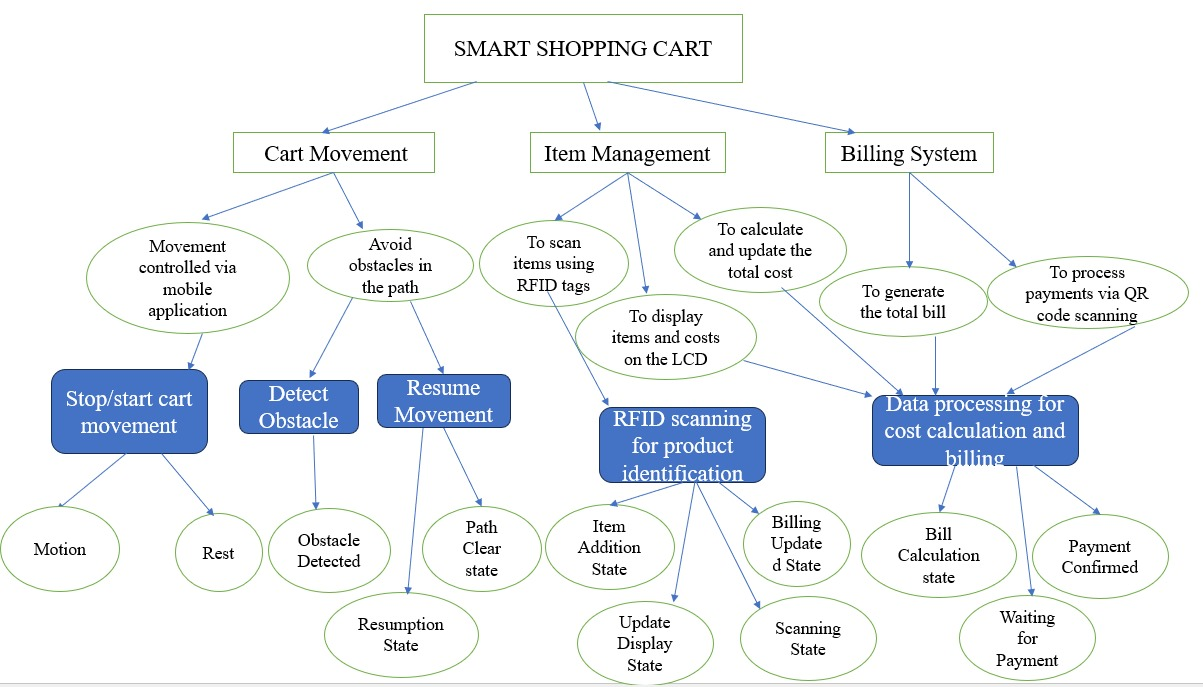 SMART SHOPPING CART
Cart Movement
Item Management
Billing System
Movement
controlled via
mobile
application
Avoid
obstacles in
the path
To scan
items using
RFID tags
To display
items and costs
on the LCD
To calculate
and update the
total cost
To generate
the total bill
To process
payments via QR
code scanning
Stop/start cart
movement
Detect
Obstacle
Resume
Movement
RFID scanning
for product
identification
Data processing for
cost calculation and
billing
Motion
Rest
Obstacle
Detected
Resumption
State
Path
Clear
state
Item
Addition
State
Update
Display
State
Scanning
State
Billing
Update
d State
Bill
Calculation
state
Waiting
for
Payment
Payment
Confirmed